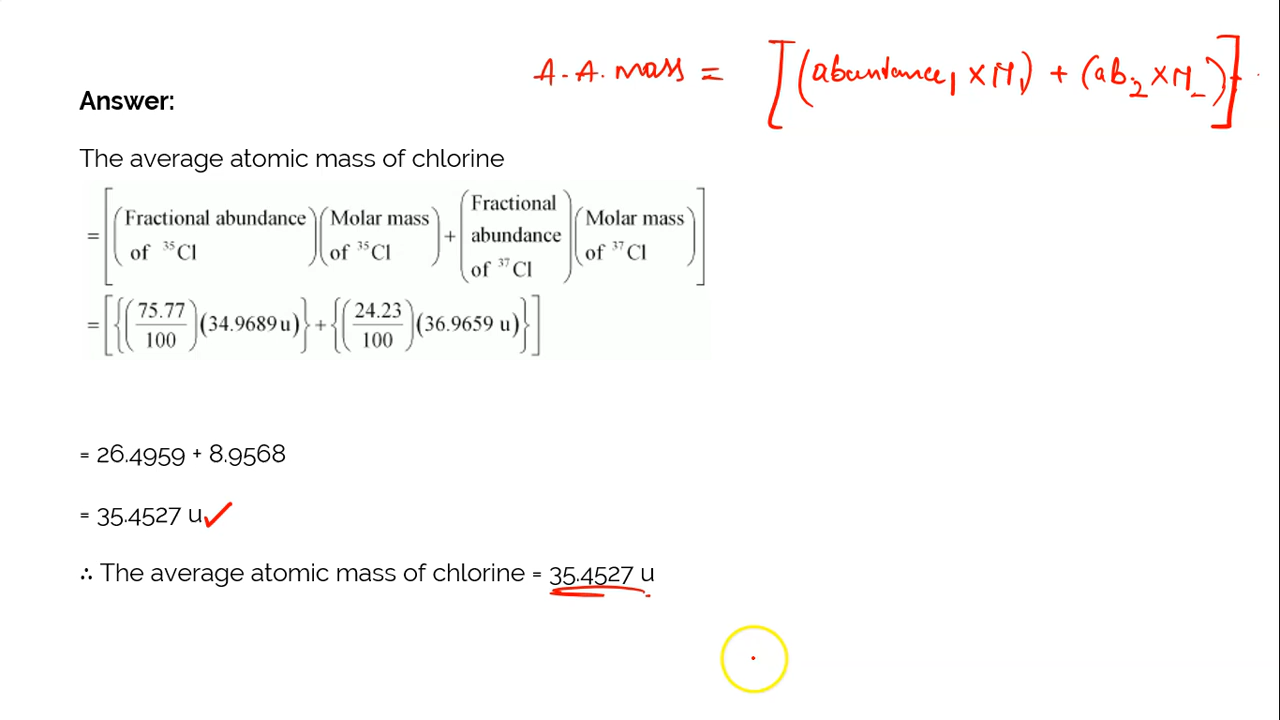 A.A. mass = [(abundance₁ × M₁) + (ab₂ × M₂)]
Answer:
The average atomic mass of chlorine
= [(Fractional abundance of ³⁵Cl)(Molar mass of ³⁵Cl) + (Fractional abundance of ³⁷Cl)(Molar mass of ³⁷Cl)]
= [{(75.77/100)(34.9689 u)} + {(24.23/100)(36.9659 u)}]
= 26.4959 + 8.9568
= 35.4527 u✓
∴ The average atomic mass of chlorine = 35.4527 u